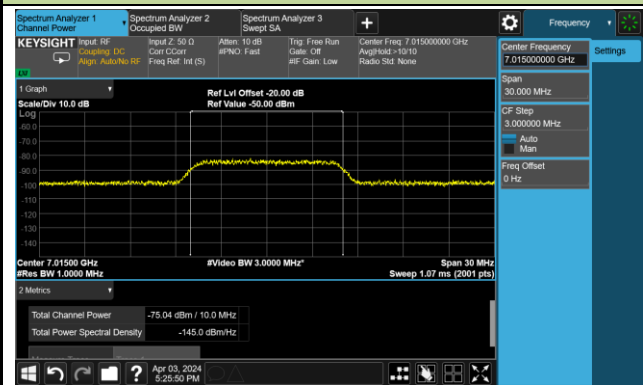 Spectrum Analyzer 1
Channel Power
Spectrum Analyzer 2
Occupied BW
Spectrum Analyzer 3
Swept SA
Frequency
KEYSIGHT
Input: RF
Coupling: DC
Align: Auto/No RF
Input Z: 50 Ω
Corr CCorr
Freq Ref: Int (S)
Atten: 10 dB
#PNO: Fast
Trig: Free Run
Gate: Off
#IF Gain: Low
Center Freq: 7.015000000 GHz
Avg|Hold:>10/10
Radio Std: None
Center Frequency
7.015000000 GHz
Settings
Span
30.000 MHz
CF Step
3.000000 MHz
Auto
Man
Freq Offset
0 Hz
1 Graph
Scale/Div 10.0 dB
Ref Lvl Offset -20.00 dB
Ref Value -50.00 dBm
Log
-60.0
-70.0
-80.0
-90.0
-100
-110
-120
-130
-140
Center 7.01500 GHz
#Video BW 3.0000 MHz*
Span 30 MHz
#Res BW 1.0000 MHz
Sweep 1.07 ms (2001 pts)
2 Metrics
Total Channel Power
-75.04 dBm / 10.0 MHz
Total Power Spectral Density
-145.0 dBm/Hz
Apr 03, 2024
5:25:50 PM